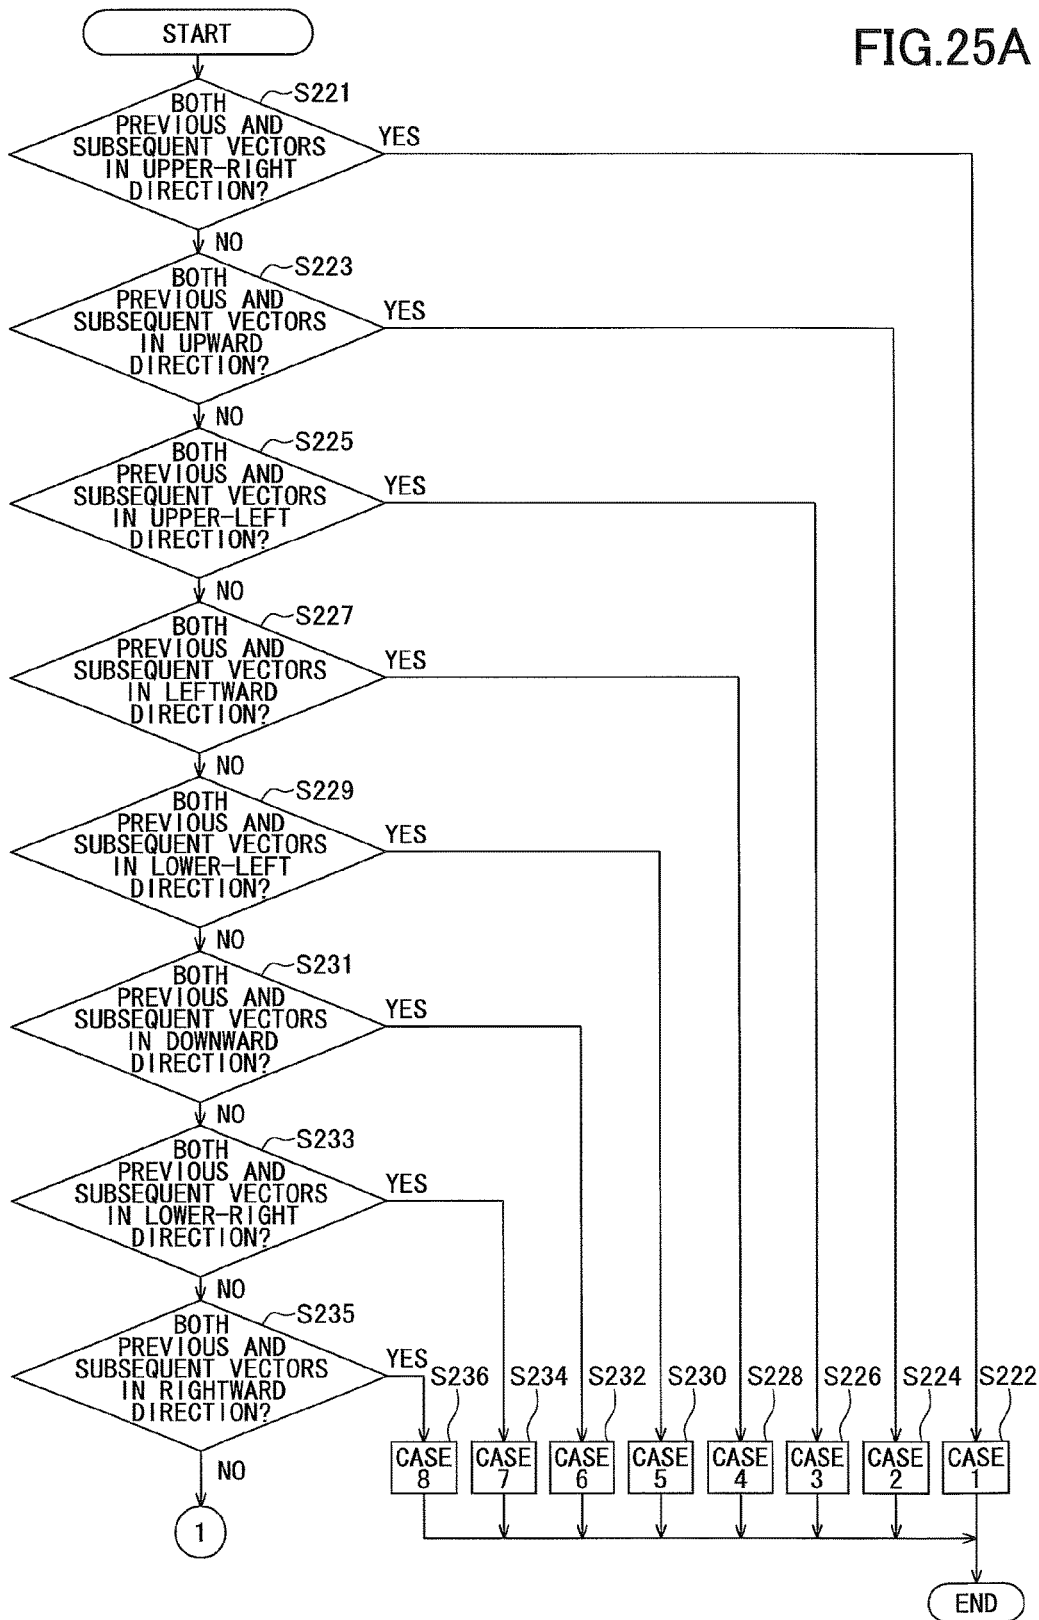 START
FIG.25A
S221
BOTH
PREVIOUS AND
SUBSEQUENT VECTORS
IN UPPER-RIGHT
DIRECTION?
YES
NO
S223
BOTH
PREVIOUS AND
SUBSEQUENT VECTORS
IN UPWARD
DIRECTION?
YES
NO
S225
BOTH
PREVIOUS AND
SUBSEQUENT VECTORS
IN UPPER-LEFT
DIRECTION?
YES
NO
S227
BOTH
PREVIOUS AND
SUBSEQUENT VECTORS
IN LEFTWARD
DIRECTION?
YES
NO
S229
BOTH
PREVIOUS AND
SUBSEQUENT VECTORS
IN LOWER-LEFT
DIRECTION?
YES
NO
S231
BOTH
PREVIOUS AND
SUBSEQUENT VECTORS
IN DOWNWARD
DIRECTION?
YES
NO
S233
BOTH
PREVIOUS AND
SUBSEQUENT VECTORS
IN LOWER-RIGHT
DIRECTION?
YES
NO
S235
BOTH
PREVIOUS AND
SUBSEQUENT VECTORS
IN RIGHTWARD
DIRECTION?
YES
NO
1
S236 S234 S232 S230 S228 S226 S224 S222
CASE CASE CASE CASE CASE CASE CASE CASE
8 7 6 5 4 3 2 1
END